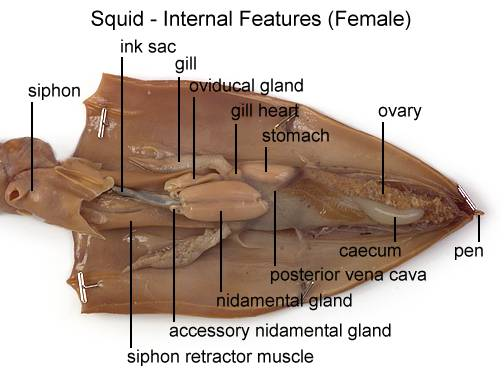 Squid - Internal Features (Female)
ink sac
gill
siphon
oviducal gland
gill heart
ovary
stomach
caecum
pen
posterior vena cava
nidamental gland
accessory nidamental gland
siphon retractor muscle